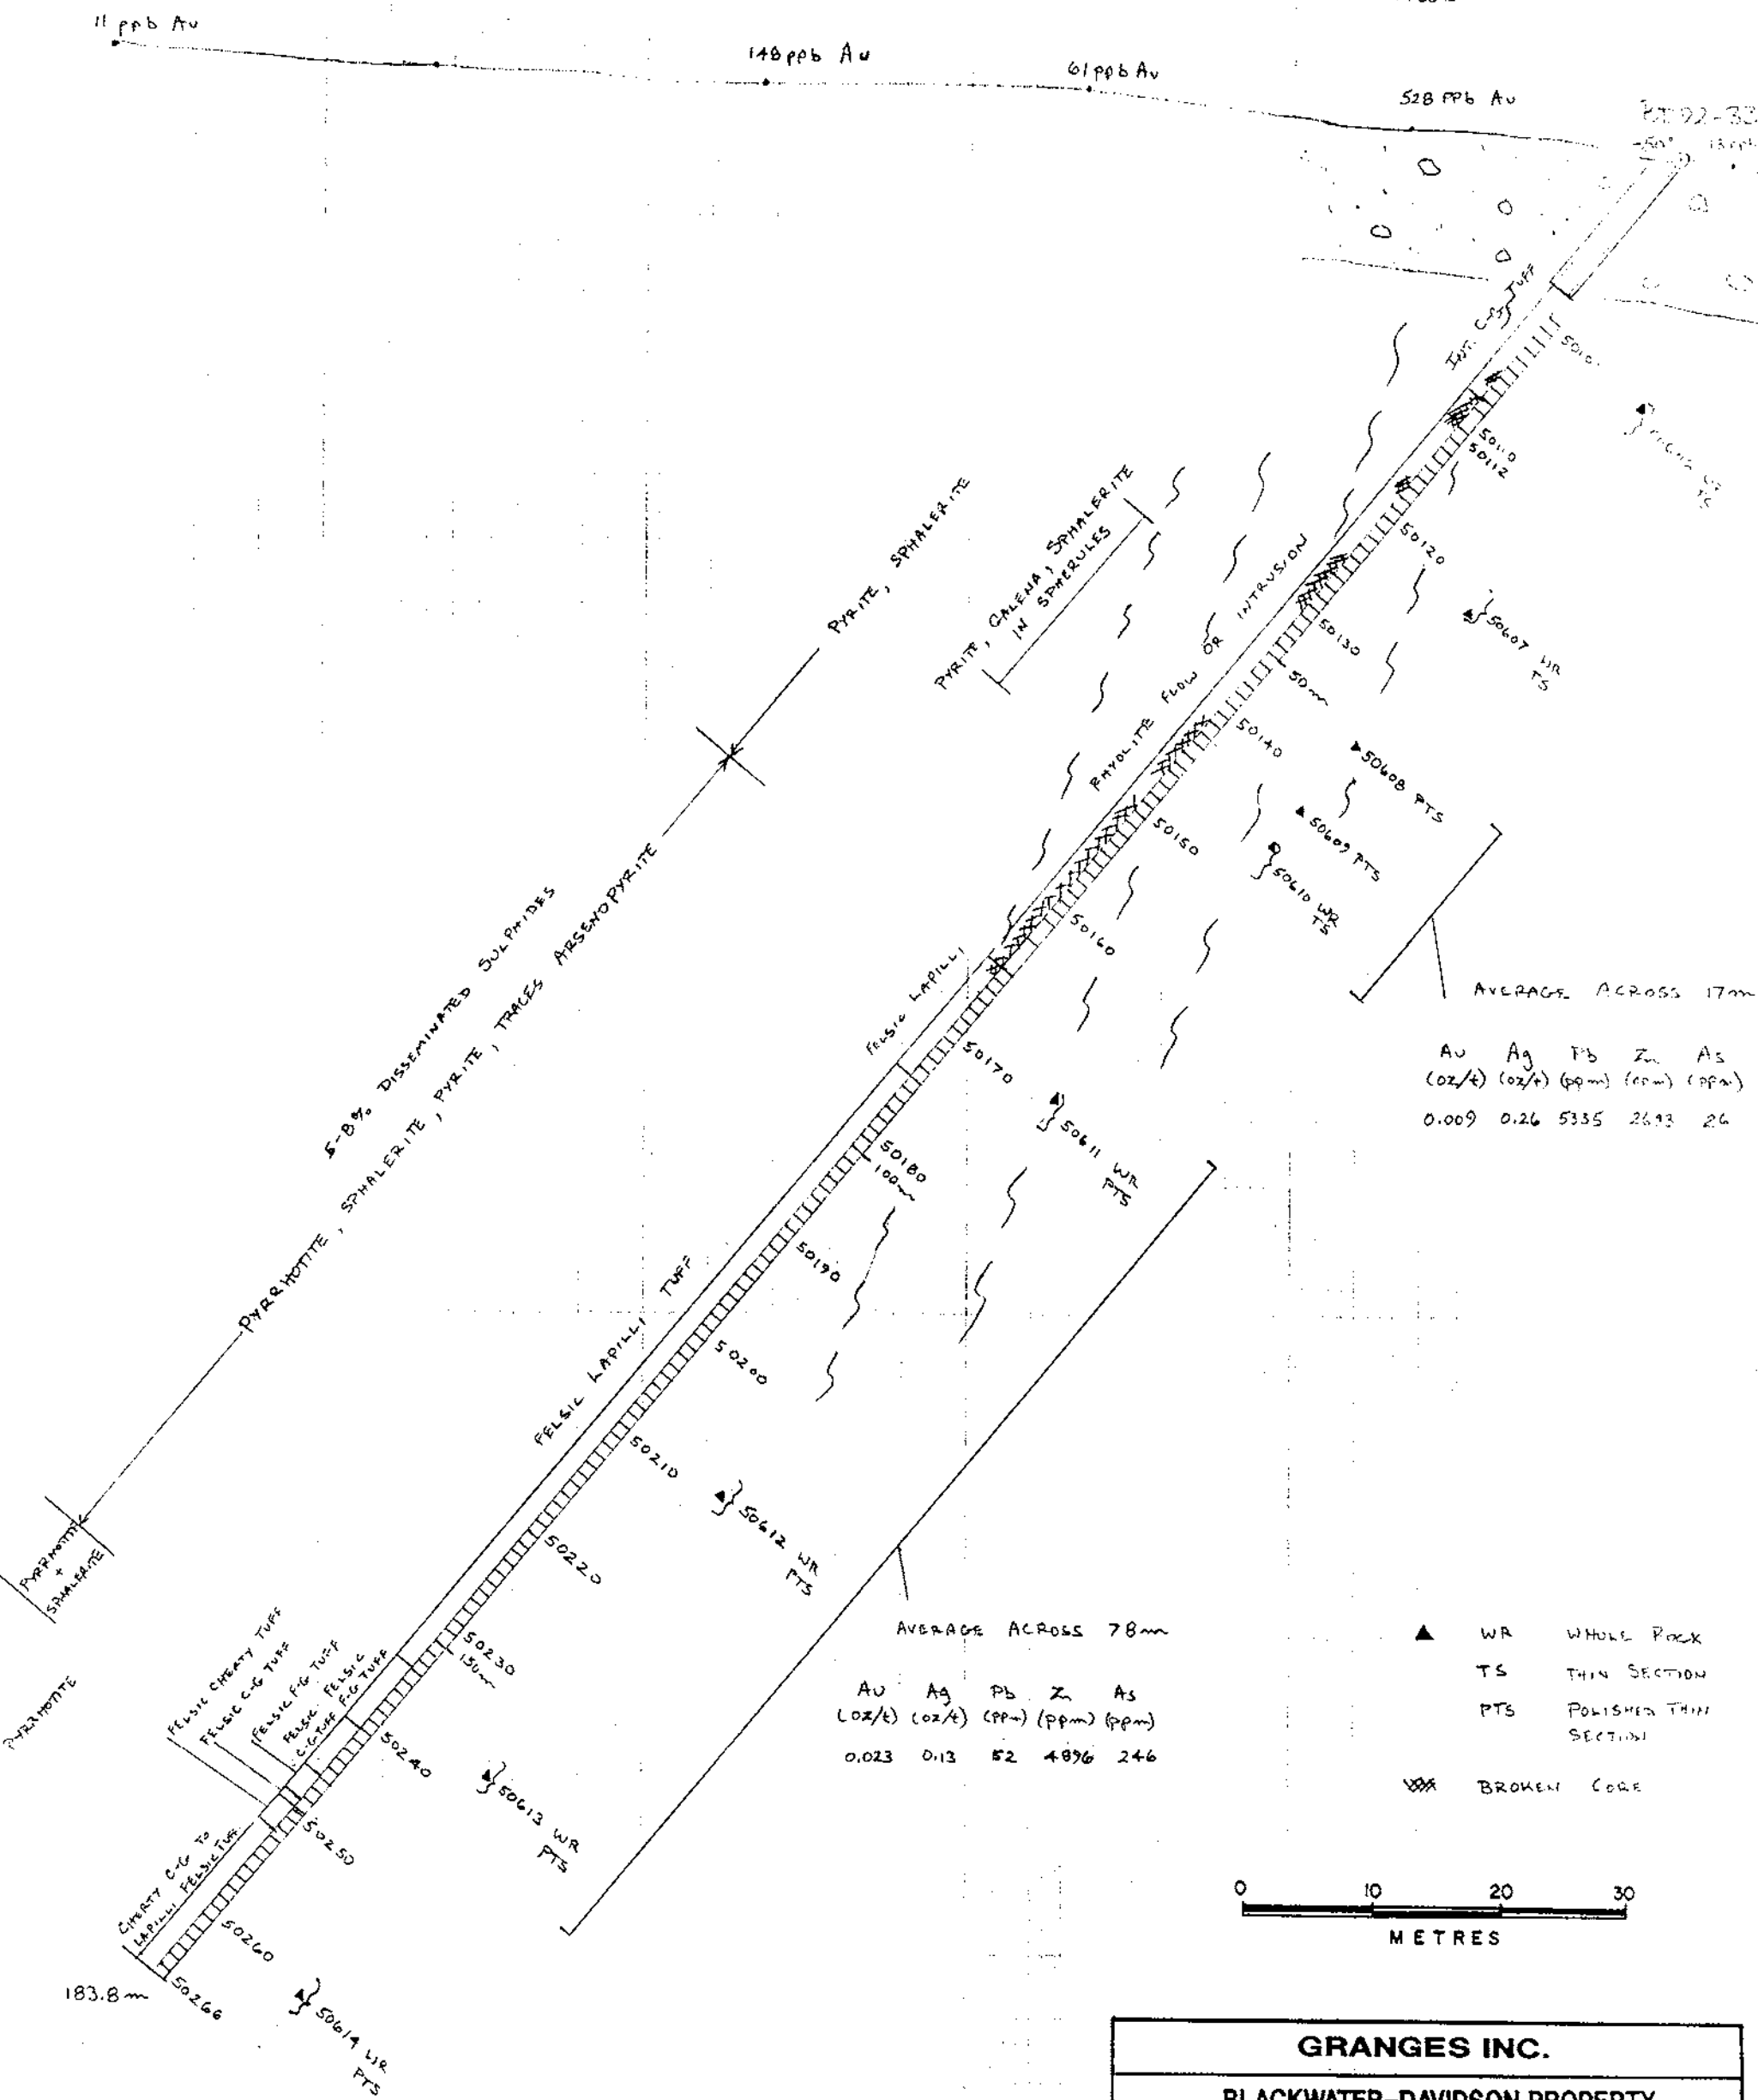 11 ppb Au
148 ppb Au
61 ppb Au
528 ppb Au
-50°
INT. C-G TUFF
50110
50112
50120
50607 WR
TS
50130
50m
50140
50608 PTS
50609 PTS
50150
50610 WR
TS
50160
PYRITE, SPHALERITE
PYRITE, GALENA, SPHALERITE
IN SPHERULES
RHYOLITE FLOW OR INTRUSION
AVERAGE ACROSS 17m
Au Ag Pb Zn As
(oz/t) (oz/t) (ppm) (ppm) (ppm)
0.009 0.26 5335 2693 26
5-8% DISSEMINATED SULPHIDES
PYRRHOTITE, SPHALERITE, PYRITE, TRACES ARSENOPYRITE
FELSIC LAPILLI
50170
50611 WR
PTS
50180
100m
50190
FELSIC LAPILLI TUFF
50200
50210
50612 WR
PTS
50220
50230
150m
PYRRHOTITE
+
SPHALERITE
PYRRHOTITE
FELSIC CHERTY TUFF
FELSIC C-G TUFF
FELSIC F-G TUFF
FELSIC C-G TUFF
FELSIC F-G TUFF
50240
50613 WR
PTS
50250
CHERTY C-G TO
LAPILLI FELSIC TUFF
50260
50266
183.8m
50614 WR
PTS
AVERAGE ACROSS 78m
Au Ag Pb Zn As
(oz/t) (oz/t) (ppm) (ppm) (ppm)
0.023 0.13 52 4896 246
▲ WR WHOLE ROCK
TS THIN SECTION
PTS POLISHED THIN
SECTION
BROKEN CORE
0 10 20 30
METRES
GRANGES INC.
BLACKWATER-DAVIDSON PROPERTY